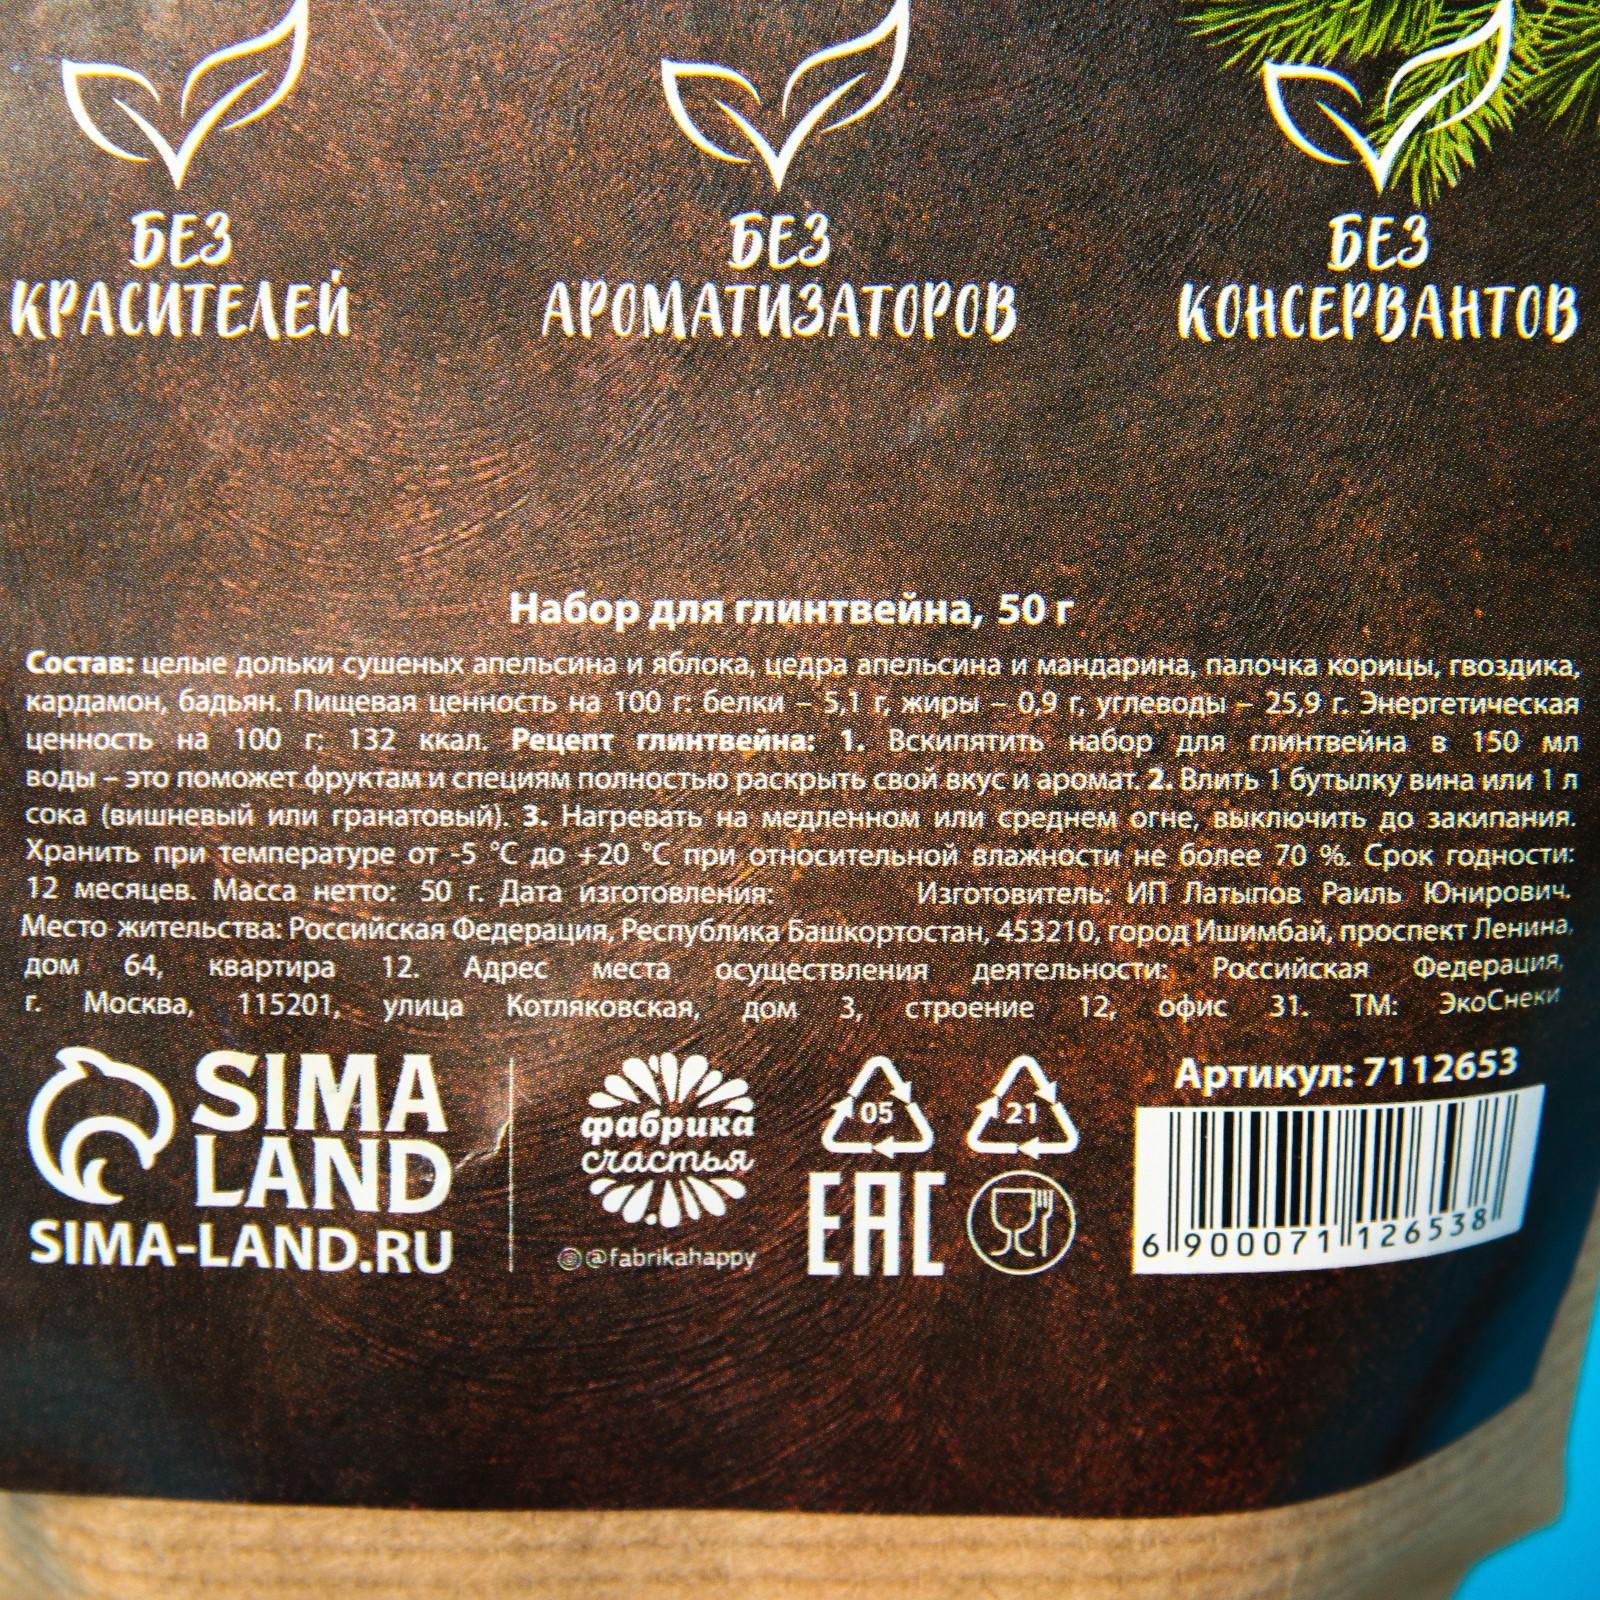 БЕЗ КРАСИТЕЛЕЙ
БЕЗ АРОМАТИЗАТОРОВ
БЕЗ КОНСЕРВАНТОВ
Набор для глинтвейна, 50 г
Состав: целые дольки сушеных апельсина и яблока, цедра апельсина и мандарина, палочка корицы, гвоздика,
кардамон, бадьян. Пищевая ценность на 100 г: белки – 5,1 г, жиры – 0,9 г, углеводы – 25,9 г. Энергетическая
ценность на 100 г: 132 ккал. Рецепт глинтвейна: 1. Вскипятить набор для глинтвейна в 150 мл
воды – это поможет фруктам и специям полностью раскрыть свой вкус и аромат. 2. Влить 1 бутылку вина или 1 л
сока (вишневый или гранатовый). 3. Нагревать на медленном или среднем огне, выключить до закипания.
Хранить при температуре от -5 °С до +20 °С при относительной влажности не более 70 %. Срок годности:
12 месяцев. Масса нетто: 50 г. Дата изготовления: Изготовитель: ИП Латыпов Раиль Юнирович.
Место жительства: Российская Федерация, Республика Башкортостан, 453210, город Ишимбай, проспект Ленина,
дом 64, квартира 12. Адрес места осуществления деятельности: Российская Федерация,
г. Москва, 115201, улица Котляковская, дом 3, строение 12, офис 31. ТМ: ЭкоСнеки
SIMA
LAND
SIMA-LAND.RU
фабрика
счастья
@fabrikahappy
05
21
EAC
Артикул: 7112653
6 900071 126538